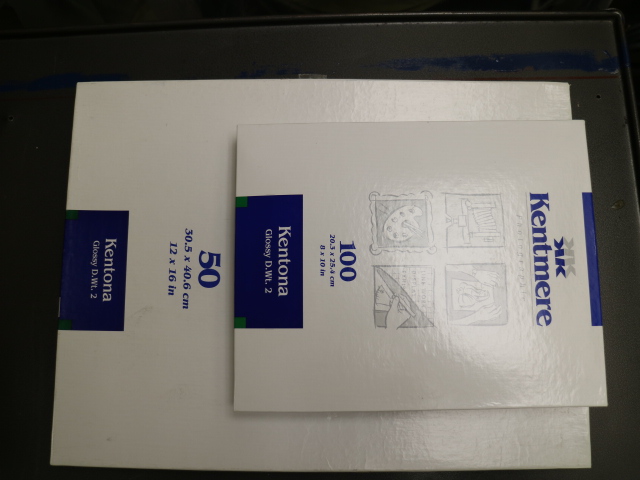 Kentmere
PHOTOGRAPHIC
100
20.3 x 25.4 cm
8 x 10 in
Kentona
Glossy D.Wt. 2
50
30.5 x 40.6 cm
12 x 16 in
Kentona
Glossy D.Wt. 2